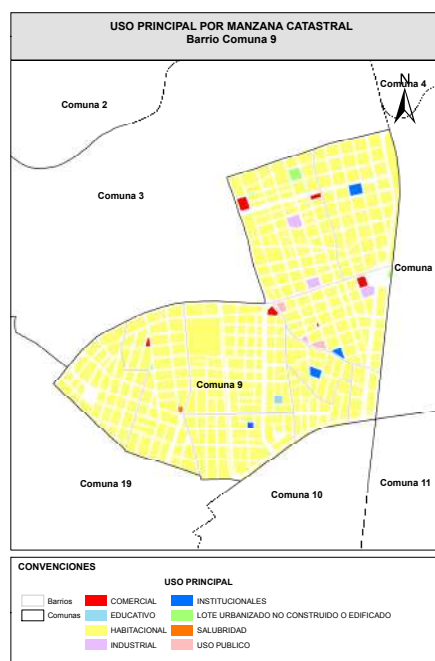 USO PRINCIPAL POR MANZANA CATASTRAL
Barrio Comuna 9
Comuna 4
N
Comuna 2
Comuna 3
Comuna
Comuna 9
Comuna 19
Comuna 10
Comuna 11
CONVENCIONES
USO PRINCIPAL
Barrios
COMERCIAL
INSTITUCIONALES
Comunas
EDUCATIVO
LOTE URBANIZADO NO CONSTRUIDO O EDIFICADO
HABITACIONAL
SALUBRIDAD
INDUSTRIAL
USO PUBLICO